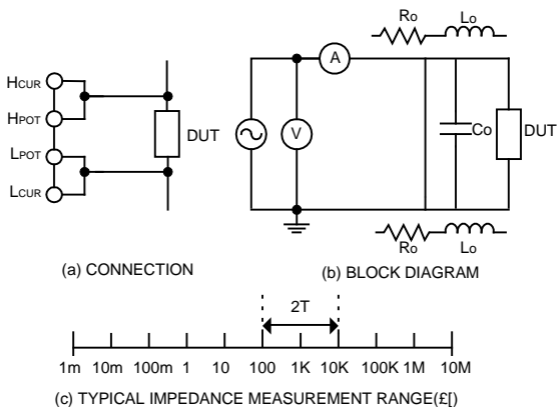 Ro Lo
HCUR
HPOT
LPOT
LCUR
DUT
A
V
Co
DUT
Ro Lo
(a) CONNECTION
(b) BLOCK DIAGRAM
2T
1m 10m 100m 1 10 100 1K 10K 100K 1M 10M
(c) TYPICAL IMPEDANCE MEASUREMENT RANGE(£[)